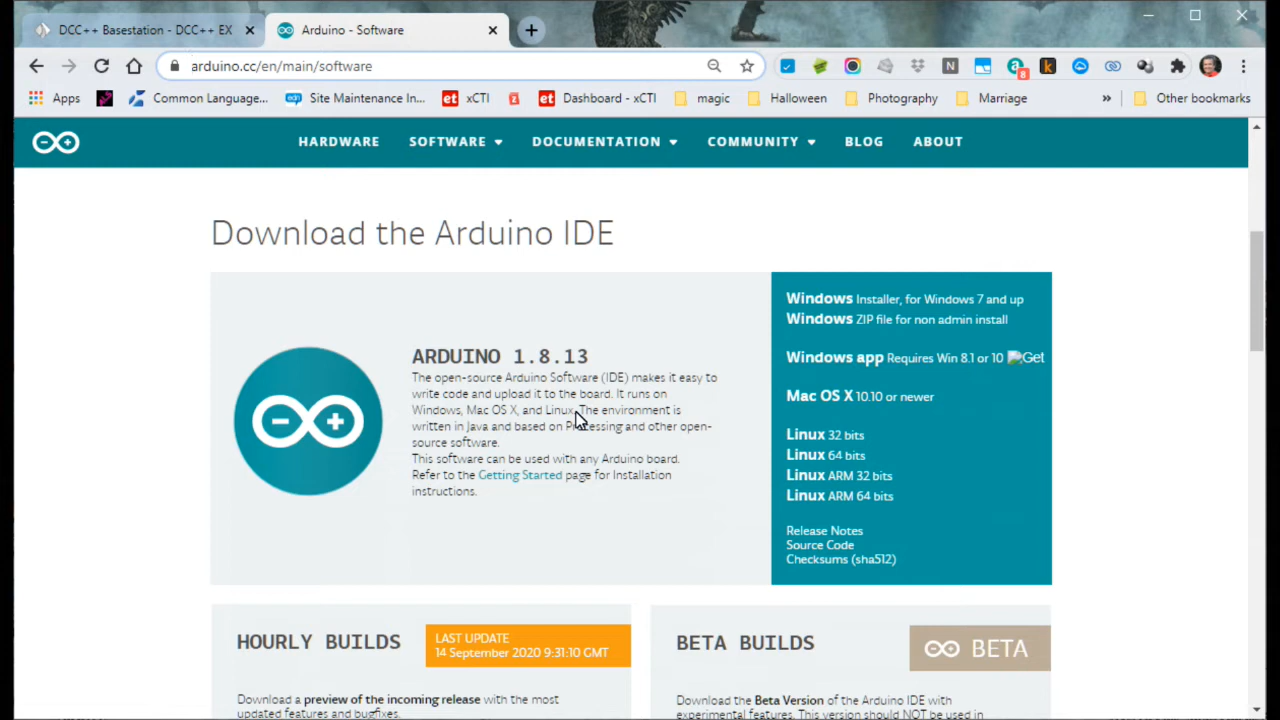 DCC++ Basestation - DCC++ EX
Arduino - Software
arduino.cc/en/main/software
8
Apps
Common Language...
Site Maintenance In...
et xCTI
et Dashboard - xCTI
magic
Halloween
Photography
Marriage
»
Other bookmarks
HARDWARE
SOFTWARE
DOCUMENTATION
COMMUNITY
BLOG
ABOUT
Download the Arduino IDE
ARDUINO 1.8.13
The open-source Arduino Software (IDE) makes it easy to
write code and upload it to the board. It runs on
Windows, Mac OS X, and Linux. The environment is
written in Java and based on Processing and other open-
source software.
This software can be used with any Arduino board.
Refer to the Getting Started page for Installation
instructions.
Windows Installer, for Windows 7 and up
Windows ZIP file for non admin install
Windows app Requires Win 8.1 or 10 Get
Mac OS X 10.10 or newer
Linux 32 bits
Linux 64 bits
Linux ARM 32 bits
Linux ARM 64 bits
Release Notes
Source Code
Checksums (sha512)
HOURLY BUILDS
LAST UPDATE
14 September 2020 9:31:10 GMT
Download a preview of the incoming release with the most
updated features and bugfixes.
BETA BUILDS
BETA
Download the Beta Version of the Arduino IDE with
experimental features. This version should NOT be used in